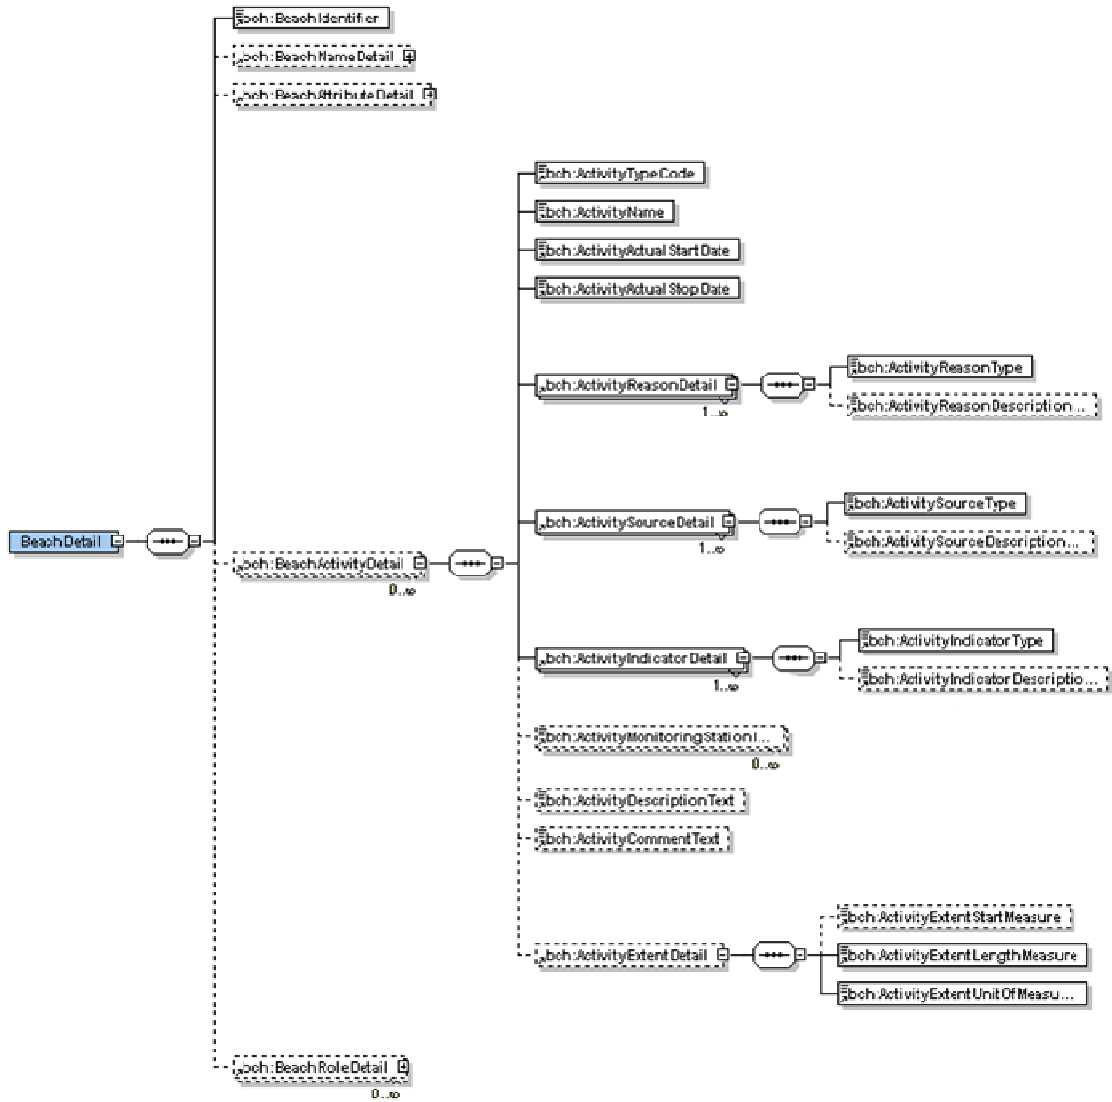 bch:BeachIdentifier
bch:BeachNameDetail
bch:BeachAttributeDetail
bch:ActivityTypeCode
bch:ActivityName
bch:ActivityActualStartDate
bch:ActivityActualStopDate
bch:ActivityReasonDetail
1..∞
bch:ActivityReasonType
bch:ActivityReasonDescription...
bch:ActivitySourceDetail
1..∞
bch:ActivitySourceType
bch:ActivitySourceDescription...
BeachDetail
bch:BeachActivityDetail
0..∞
bch:ActivityIndicatorDetail
1..∞
bch:ActivityIndicatorType
bch:ActivityIndicatorDescriptio...
bch:ActivityMonitoringStationI...
0..∞
bch:ActivityDescriptionText
bch:ActivityCommentText
bch:ActivityExtentDetail
bch:ActivityExtentStartMeasure
bch:ActivityExtentLengthMeasure
bch:ActivityExtentUnitOfMeasu...
bch:BeachRoleDetail
0..∞